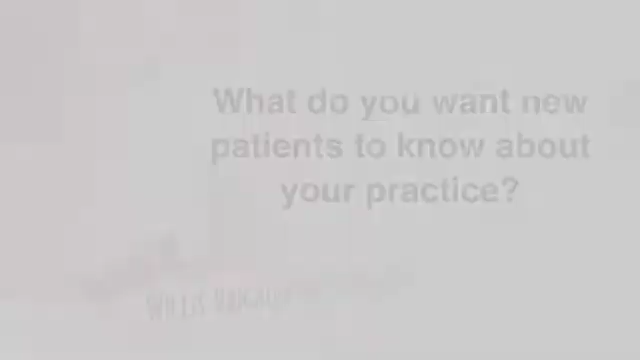 What do you want new
patients to know about
your practice?